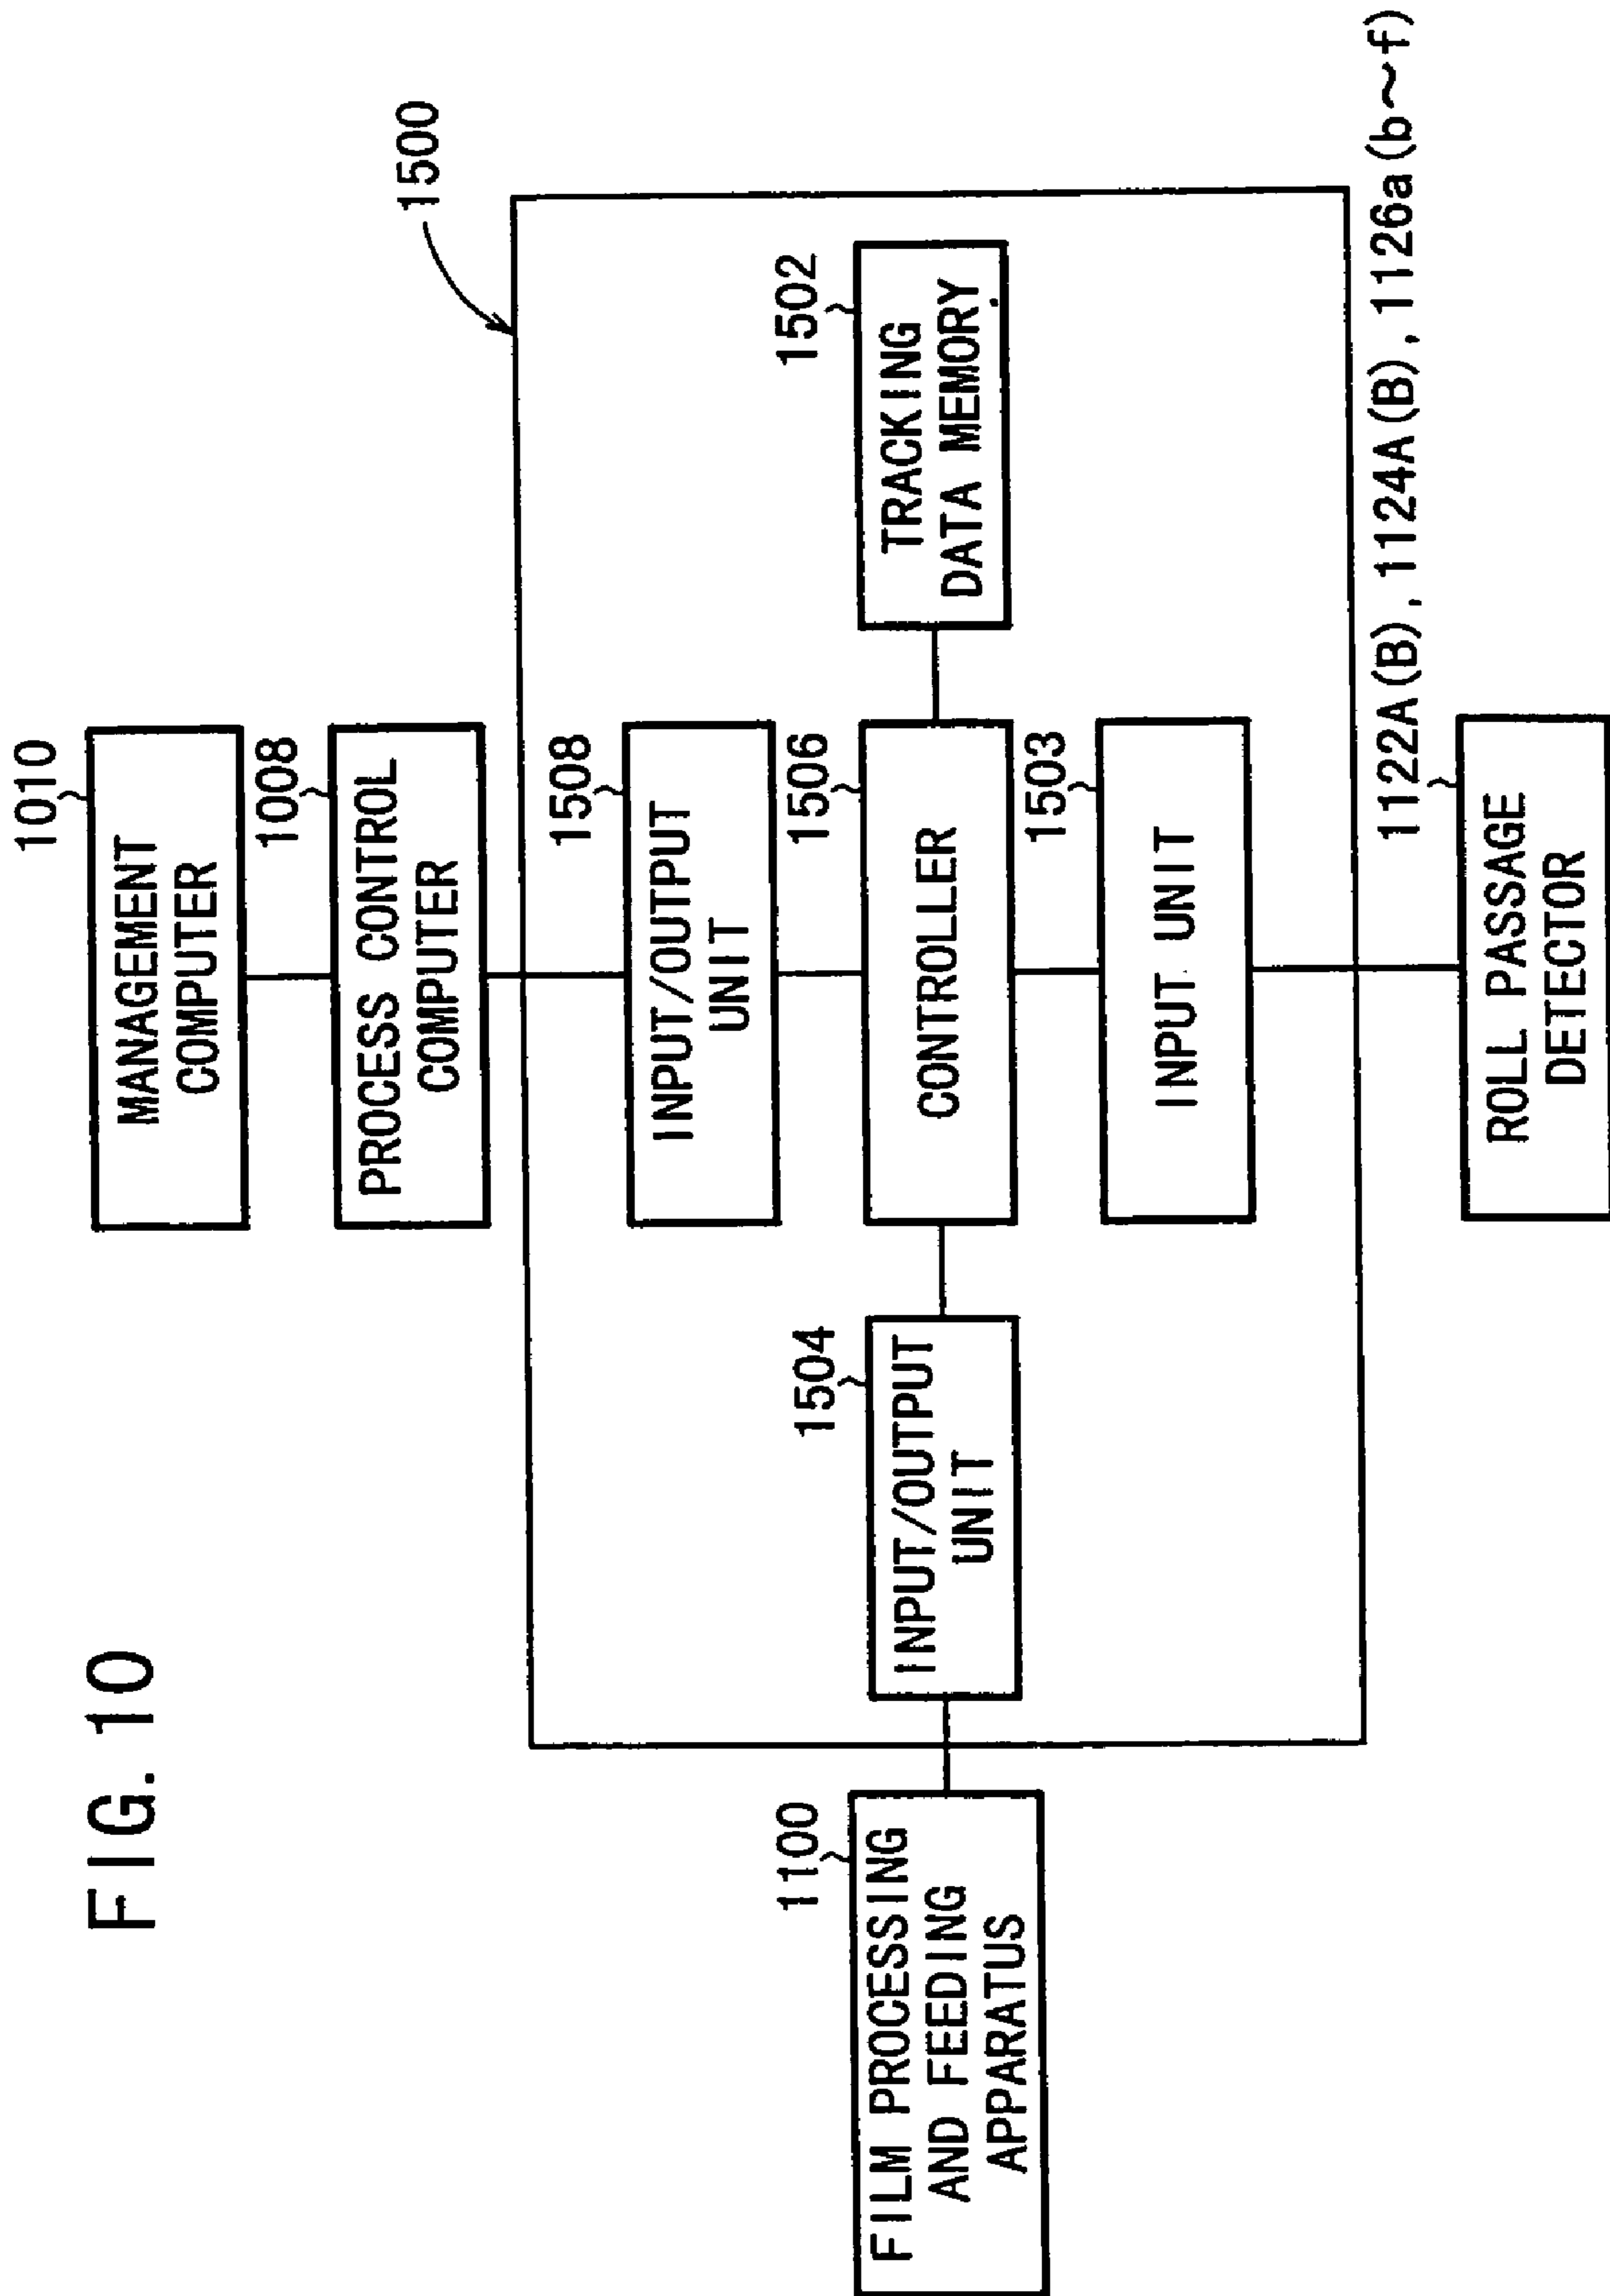 FIG. 10
1010
MANAGEMENT
COMPUTER
1008
PROCESS CONTROL
COMPUTER
1500
1508
INPUT/OUTPUT
UNIT
1100
FILM PROCESSING
AND FEEDING
APPARATUS
1504
INPUT/OUTPUT
UNIT
1506
CONTROLLER
1502
TRACKING
DATA MEMORY
1503
INPUT UNIT
1122A(B), 1124A(B), 1126a(b~f)
ROLL PASSAGE
DETECTOR